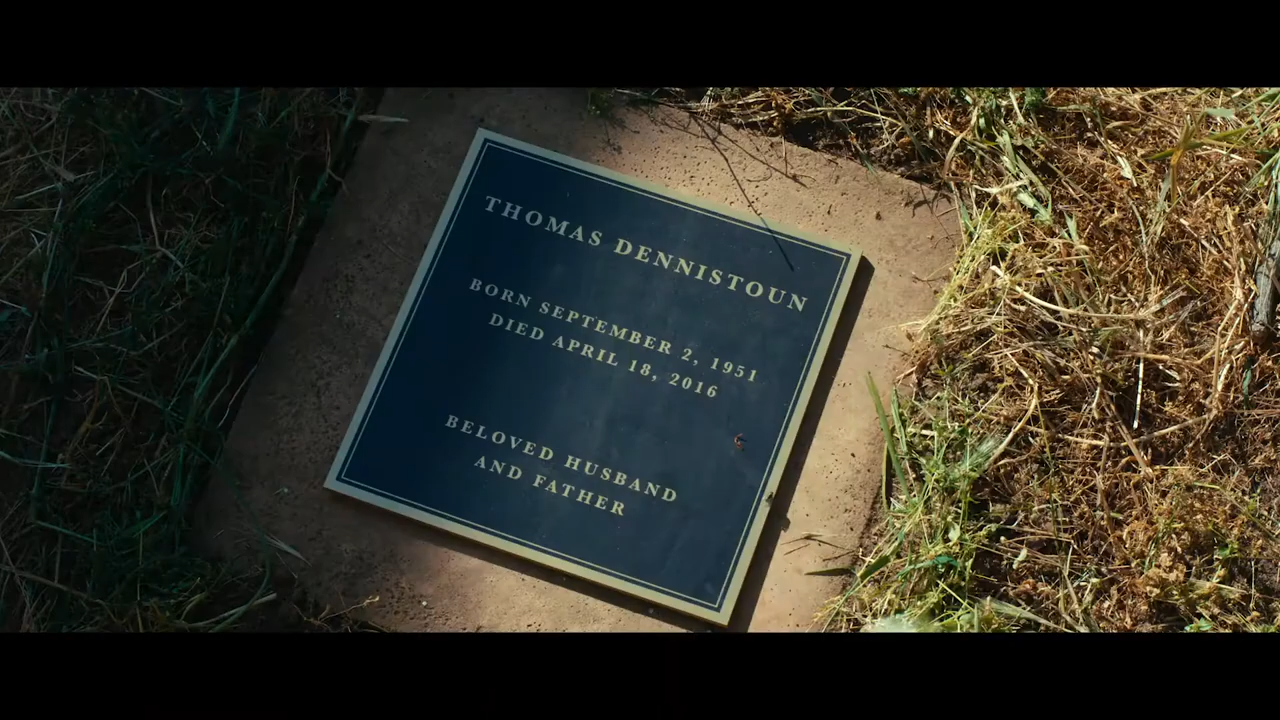 THOMAS DENNISTOUN
BORN SEPTEMBER 2, 1951
DIED APRIL 18, 2016
BELOVED HUSBAND
AND FATHER